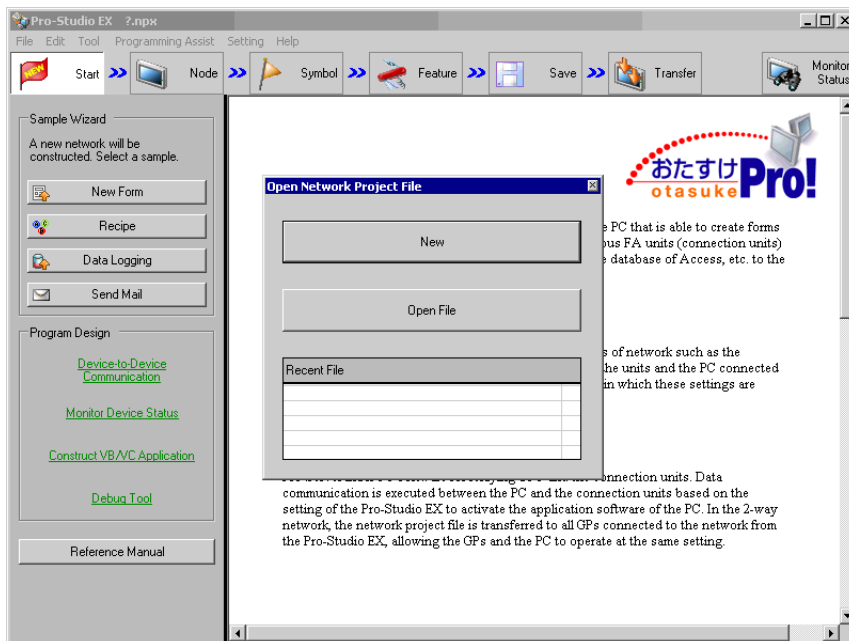 Pro-Studio EX    ?.npx
File Edit Tool Programming Assist Setting Help
Start Node Symbol Feature Save Transfer Monitor Status
Sample Wizard
A new network will be
constructed. Select a sample.
New Form
Recipe
Data Logging
Send Mail
Program Design
Device-to-Device
Communication
Monitor Device Status
Construct VB/VC Application
Debug Tool
Reference Manual
おたすけPro!
otasuke
Open Network Project File
New
Open File
Recent File
PC that is able to create forms
FA units (connection units)
database of Access, etc. to the
of network such as the
units and the PC connected
in which these settings are
connection units. Data
communication is executed between the PC and the connection units based on the
setting of the Pro-Studio EX to activate the application software of the PC. In the 2-way
network, the network project file is transferred to all GPs connected to the network from
the Pro-Studio EX, allowing the GPs and the PC to operate at the same setting.